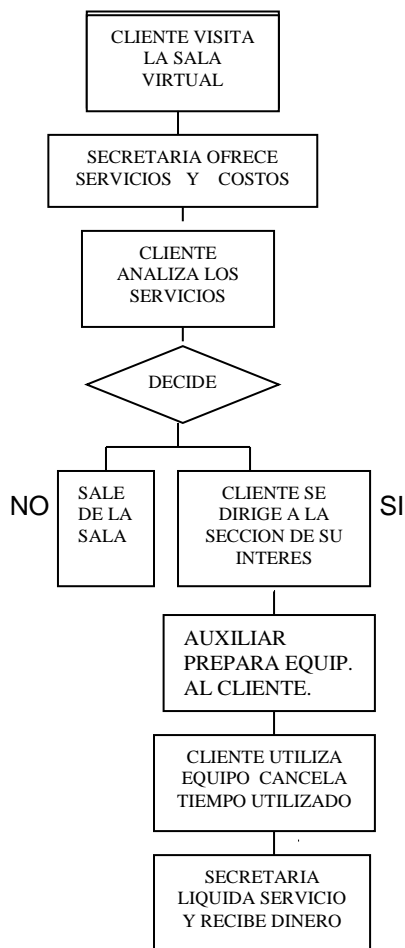 CLIENTE VISITA
LA SALA
VIRTUAL
SECRETARIA OFRECE
SERVICIOS Y COSTOS
CLIENTE
ANALIZA LOS
SERVICIOS
DECIDE
NO
SALE
DE LA
SALA
CLIENTE SE
DIRIGE A LA
SECCION DE SU
INTERES
SI
AUXILIAR
PREPARA EQUIP.
AL CLIENTE.
CLIENTE UTILIZA
EQUIPO CANCELA
TIEMPO UTILIZADO
SECRETARIA
LIQUIDA SERVICIO
Y RECIBE DINERO